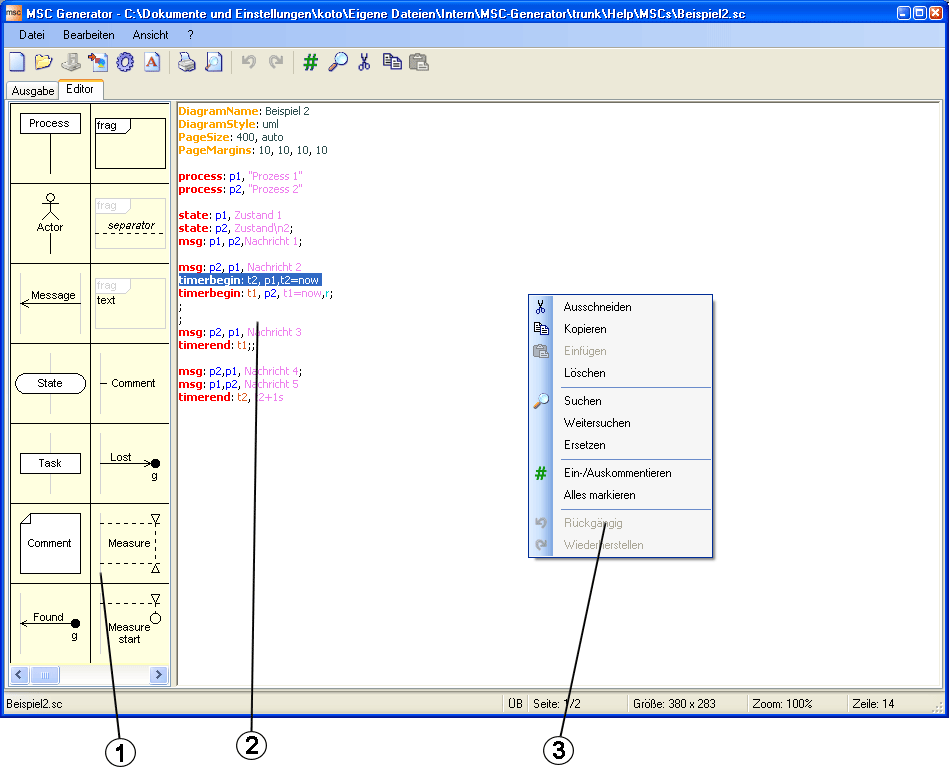 msc MSC Generator - C:\Dokumente und Einstellungen\koto\Eigene Dateien\Intern\MSC-Generator\trunk\Help\MSCs\Beispiel2.sc
Datei Bearbeiten Ansicht ?
A #
Ausgabe Editor
Process
frag
Actor
frag
separator
Message
frag
text
State
Comment
Task
Lost
g
Comment
Measure
Found
g
Measure
start
DiagramName: Beispiel 2
DiagramStyle: uml
PageSize: 400, auto
PageMargins: 10, 10, 10, 10
process: p1, "Prozess 1"
process: p2, "Prozess 2"
state: p1, Zustand 1
state: p2, Zustand\n2;
msg: p1, p2,Nachricht 1;
msg: p2, p1, Nachricht 2
timerbegin: t2, p1,t2=now
timerbegin: t1, p2, t1=now,r;
;
;
msg: p2, p1, Nachricht 3
timerend: t1;;
msg: p2,p1, Nachricht 4;
msg: p1,p2, Nachricht 5
timerend: t2, t2+1s
Ausschneiden
Kopieren
Einfügen
Löschen
Suchen
Weitersuchen
Ersetzen
# Ein-/Auskommentieren
Alles markieren
Rückgängig
Wiederherstellen
Beispiel2.sc ÜB Seite: 1/2 Größe: 380 x 283 Zoom: 100% Zeile: 14
1 2 3